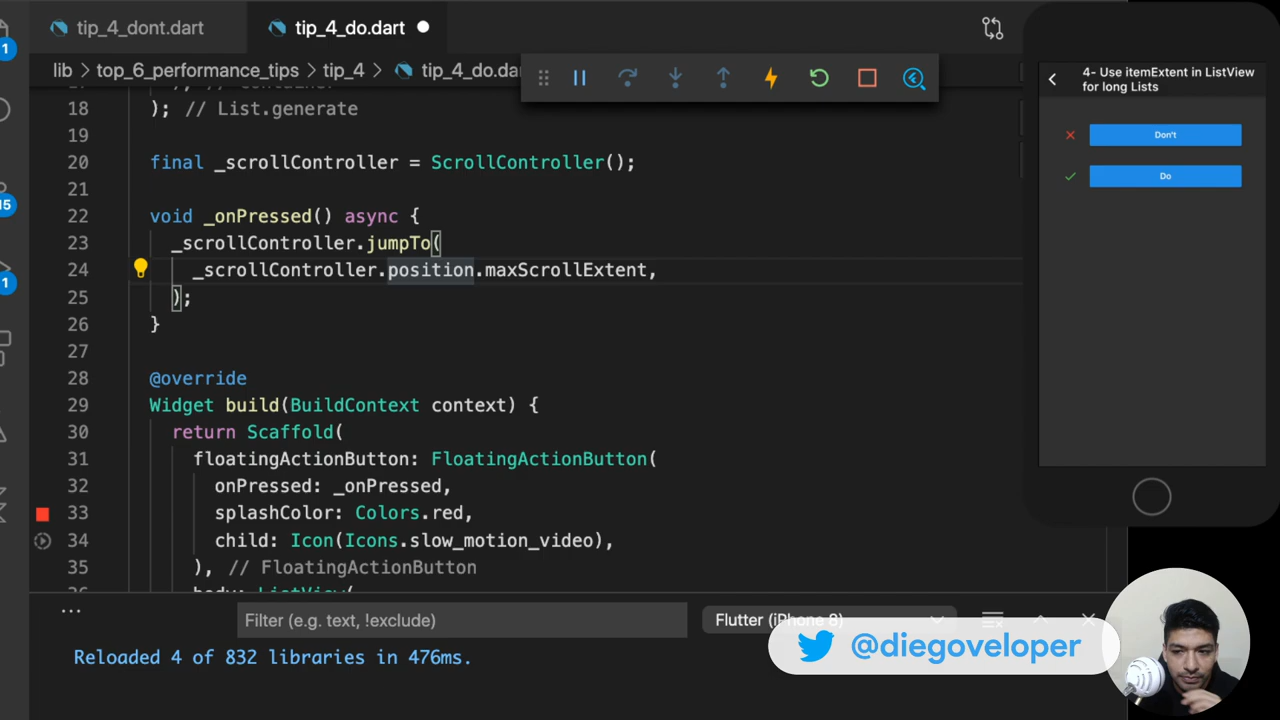 tip_4_dont.dart
tip_4_do.dart
lib > top_6_performance_tips > tip_4 > tip_4_do.dar
18 ); // List.generate
19
20 final _scrollController = ScrollController();
21
22 void _onPressed() async {
23 _scrollController.jumpTo(
24 _scrollController.position.maxScrollExtent,
25 );
26 }
27
28 @override
29 Widget build(BuildContext context) {
30 return Scaffold(
31 floatingActionButton: FloatingActionButton(
32 onPressed: _onPressed,
33 splashColor: Colors.red,
34 child: Icon(Icons.slow_motion_video),
35 ), // FloatingActionButton
1
15
1
4- Use itemExtent in ListView
for long Lists
Don't
Do
Filter (e.g. text, !exclude)
Flutter (iPhone 8)
Reloaded 4 of 832 libraries in 476ms.
@diegoveloper